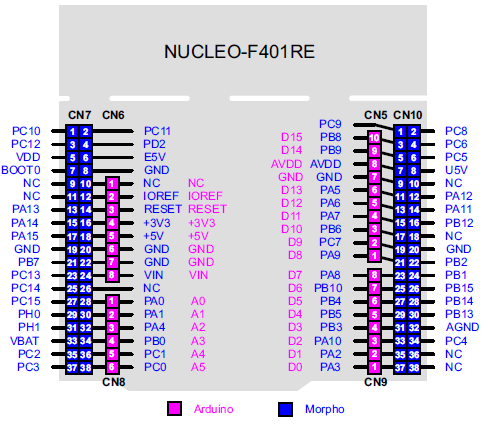 NUCLEO-F401RE
CN7 CN6 CN5 CN10
PC10 1 2 PC11 PC9 1 2 PC8
PC12 3 4 PD2 D15 PB8 10 3 4 PC6
VDD 5 6 E5V D14 PB9 9 5 6 PC5
BOOT0 7 8 GND AVDD AVDD 8 7 8 U5V
NC 9 10 1 NC NC GND GND 7 9 10 NC
NC 11 12 2 IOREF IOREF D13 PA5 6 11 12 PA12
PA13 13 14 3 RESET RESET D12 PA6 5 13 14 PA11
PA14 15 16 4 +3V3 +3V3 D11 PA7 4 15 16 PB12
PA15 17 18 5 +5V +5V D10 PB6 3 17 18 NC
GND 19 20 6 GND GND D9 PC7 2 19 20 GND
PB7 21 22 7 GND GND D8 PA9 1 21 22 PB2
PC13 23 24 8 VIN VIN D7 PA8 8 23 24 PB1
PC14 25 26 NC D6 PB10 7 25 26 PB15
PC15 27 28 1 PA0 A0 D5 PB4 6 27 28 PB14
PH0 29 30 2 PA1 A1 D4 PB5 5 29 30 PB13
PH1 31 32 3 PA4 A2 D3 PB3 4 31 32 AGND
VBAT 33 34 4 PB0 A3 D2 PA10 3 33 34 PC4
PC2 35 36 5 PC1 A4 D1 PA2 2 35 36 NC
PC3 37 38 6 PC0 A5 D0 PA3 1 37 38 NC
CN8 CN9
Arduino Morpho